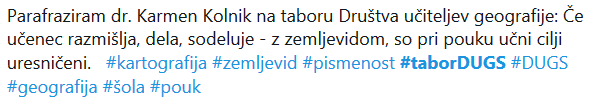 Parafraziram dr. Karmen Kolnik na taboru Društva učiteljev geografije: Če
učenec razmišlja, dela, sodeluje - z zemljevidom, so pri pouku učni cilji
uresničeni. #kartografija #zemljevid #pismenost #taborDUGS #DUGS
#geografija #šola #pouk